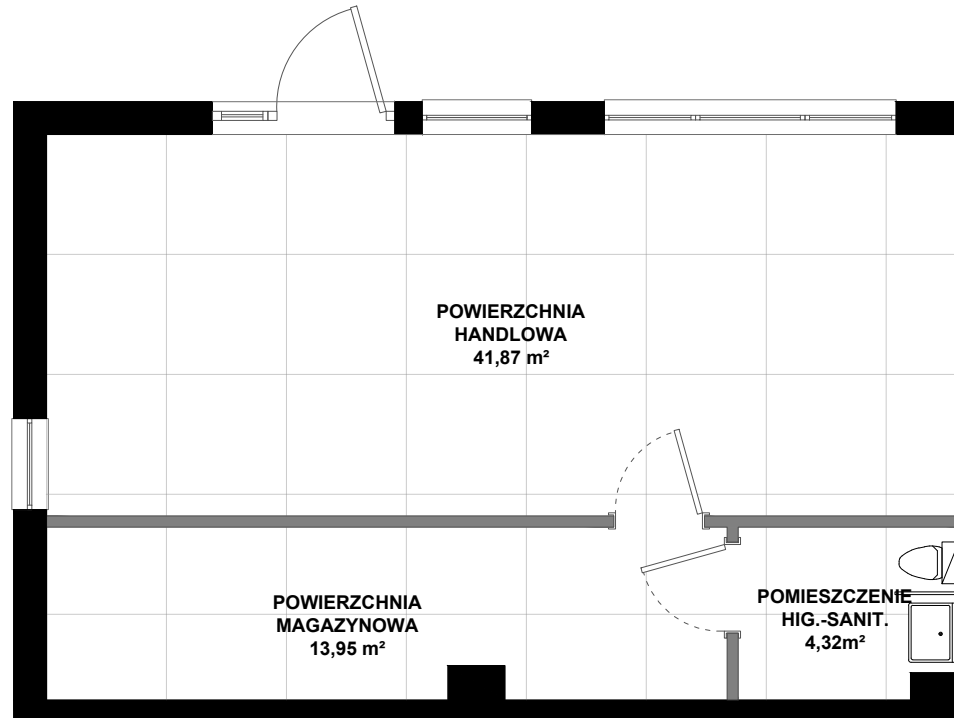 POWIERZCHNIA
HANDLOWA
41,87 m²
POWIERZCHNIA
MAGAZYNOWA
13,95 m²
POMIESZCZENIE
HIG.-SANIT.
4,32m²